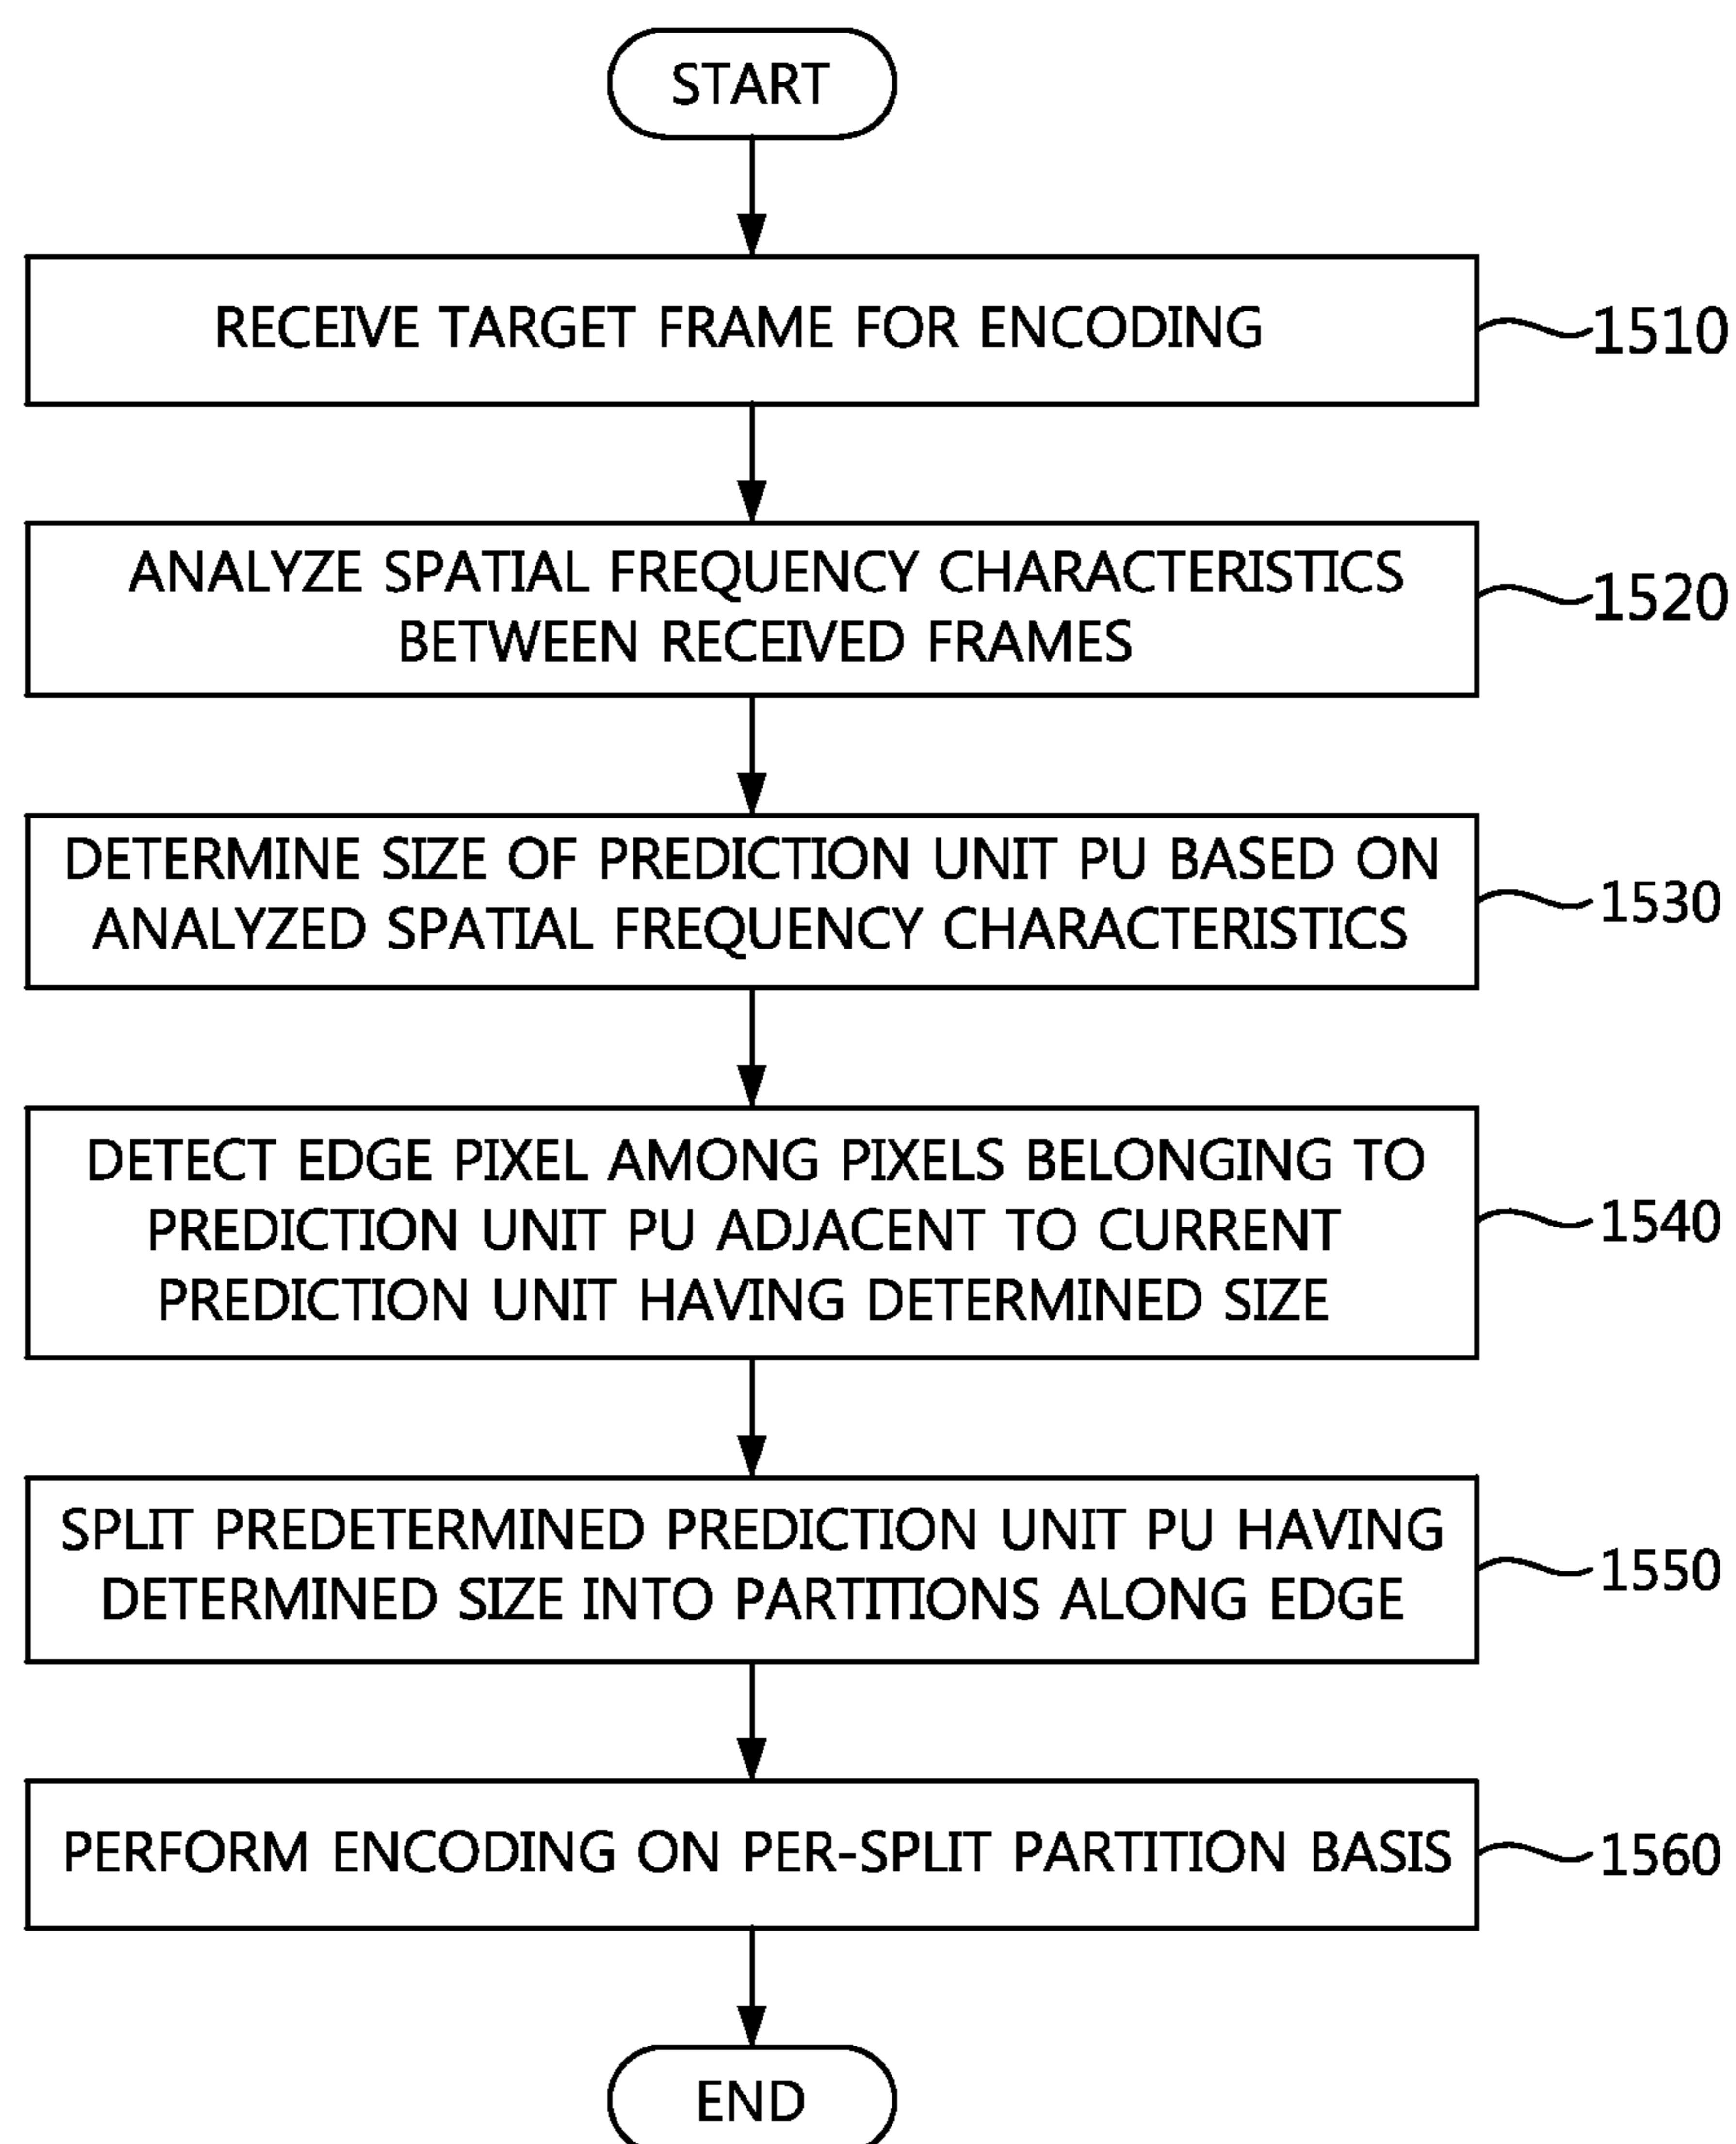 START
RECEIVE TARGET FRAME FOR ENCODING
1510
ANALYZE SPATIAL FREQUENCY CHARACTERISTICS
BETWEEN RECEIVED FRAMES
1520
DETERMINE SIZE OF PREDICTION UNIT PU BASED ON
ANALYZED SPATIAL FREQUENCY CHARACTERISTICS
1530
DETECT EDGE PIXEL AMONG PIXELS BELONGING TO
PREDICTION UNIT PU ADJACENT TO CURRENT
PREDICTION UNIT HAVING DETERMINED SIZE
1540
SPLIT PREDETERMINED PREDICTION UNIT PU HAVING
DETERMINED SIZE INTO PARTITIONS ALONG EDGE
1550
PERFORM ENCODING ON PER-SPLIT PARTITION BASIS
1560
END